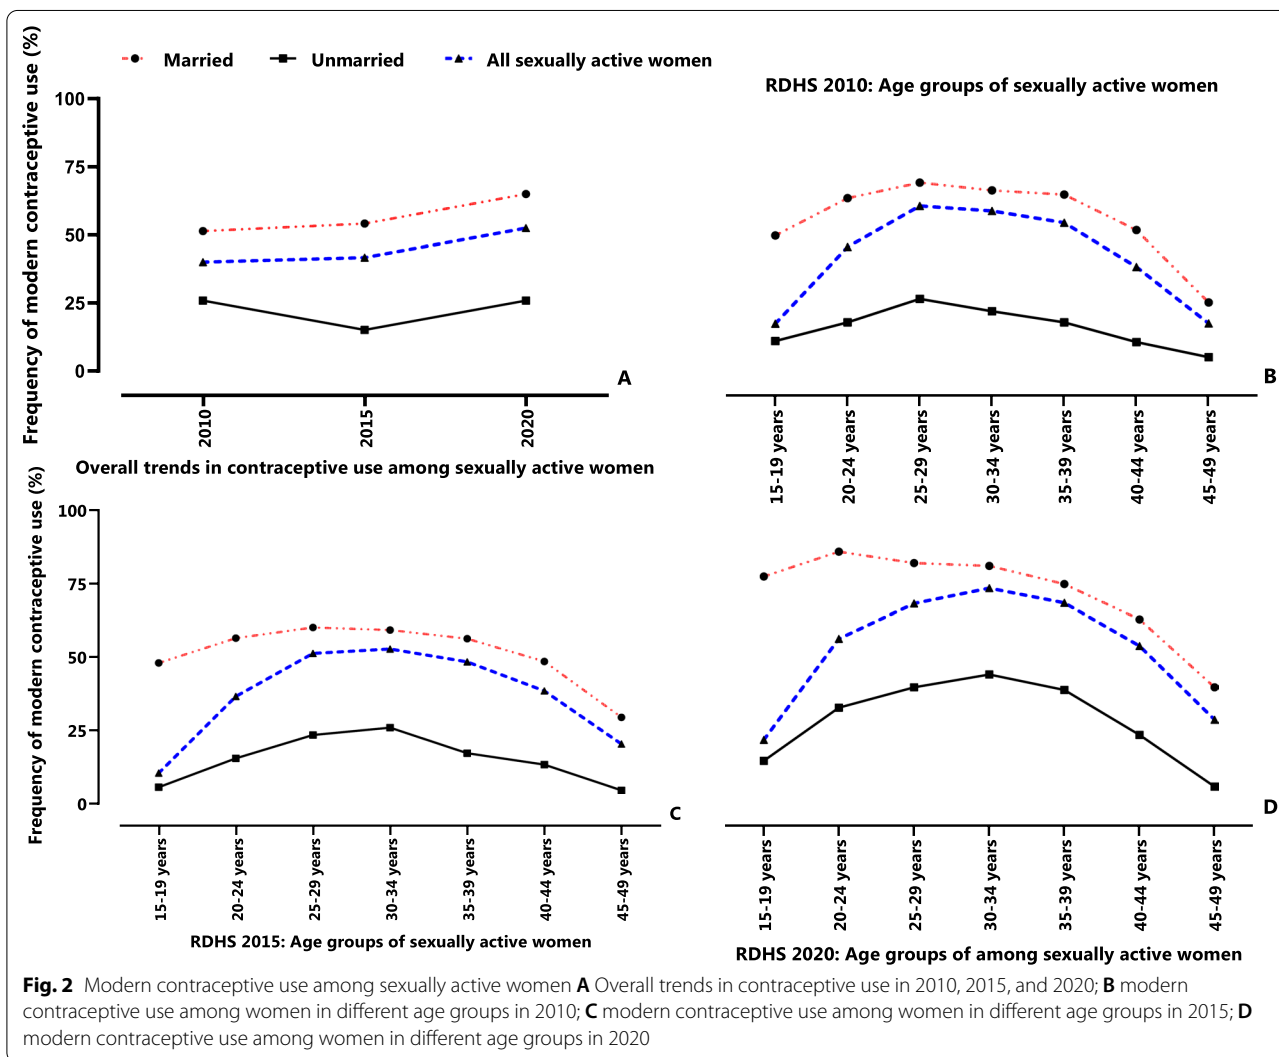 Frequency of modern contraceptive use (%)
Married
Unmarried
All sexually active women
100
75
50
25
0
2010
2015
2020
A
Overall trends in contraceptive use among sexually active women
RDHS 2010: Age groups of sexually active women
15-19 years
20-24 years
25-29 years
30-34 years
35-39 years
40-44 years
45-49 years
B
Frequency of modern contraceptive use (%)
100
75
50
25
0
15-19 years
20-24 years
25-29 years
30-34 years
35-39 years
40-44 years
45-49 years
C
RDHS 2015: Age groups of sexually active women
15-19 years
20-24 years
25-29 years
30-34 years
35-39 years
40-44 years
45-49 years
D
RDHS 2020: Age groups of among sexually active women
Fig. 2 Modern contraceptive use among sexually active women A Overall trends in contraceptive use in 2010, 2015, and 2020; B modern
contraceptive use among women in different age groups in 2010; C modern contraceptive use among women in different age groups in 2015; D
modern contraceptive use among women in different age groups in 2020